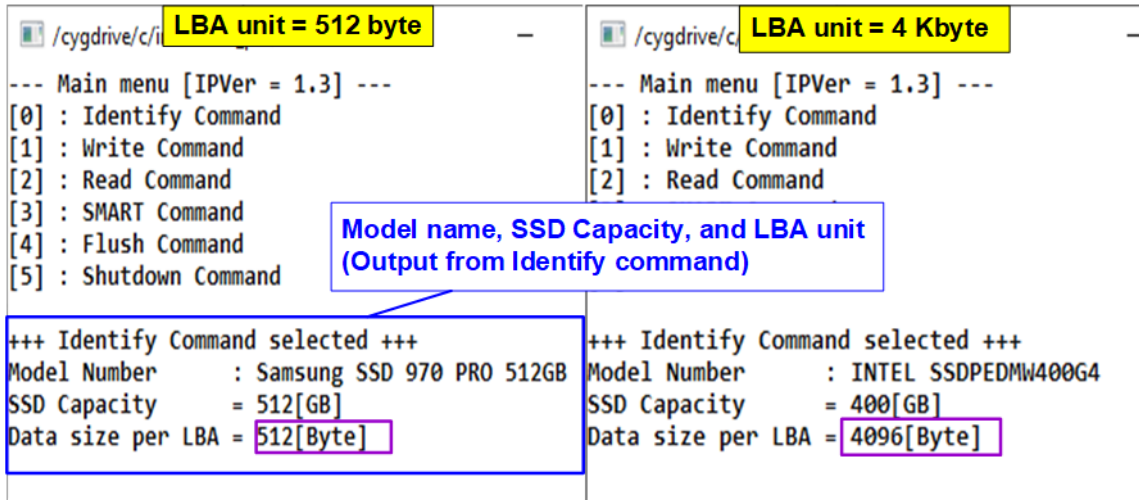 LBA unit = 512 byte
/cygdrive/c/i
--- Main menu [IPVer = 1.3] ---
[0] : Identify Command
[1] : Write Command
[2] : Read Command
[3] : SMART Command
[4] : Flush Command
[5] : Shutdown Command
+++ Identify Command selected +++
Model Number : Samsung SSD 970 PRO 512GB
SSD Capacity = 512[GB]
Data size per LBA = 512[Byte]
Model name, SSD Capacity, and LBA unit
(Output from Identify command)
LBA unit = 4 Kbyte
/cygdrive/c/
--- Main menu [IPVer = 1.3] ---
[0] : Identify Command
[1] : Write Command
[2] : Read Command
+++ Identify Command selected +++
Model Number : INTEL SSDPEDMW400G4
SSD Capacity = 400[GB]
Data size per LBA = 4096[Byte]